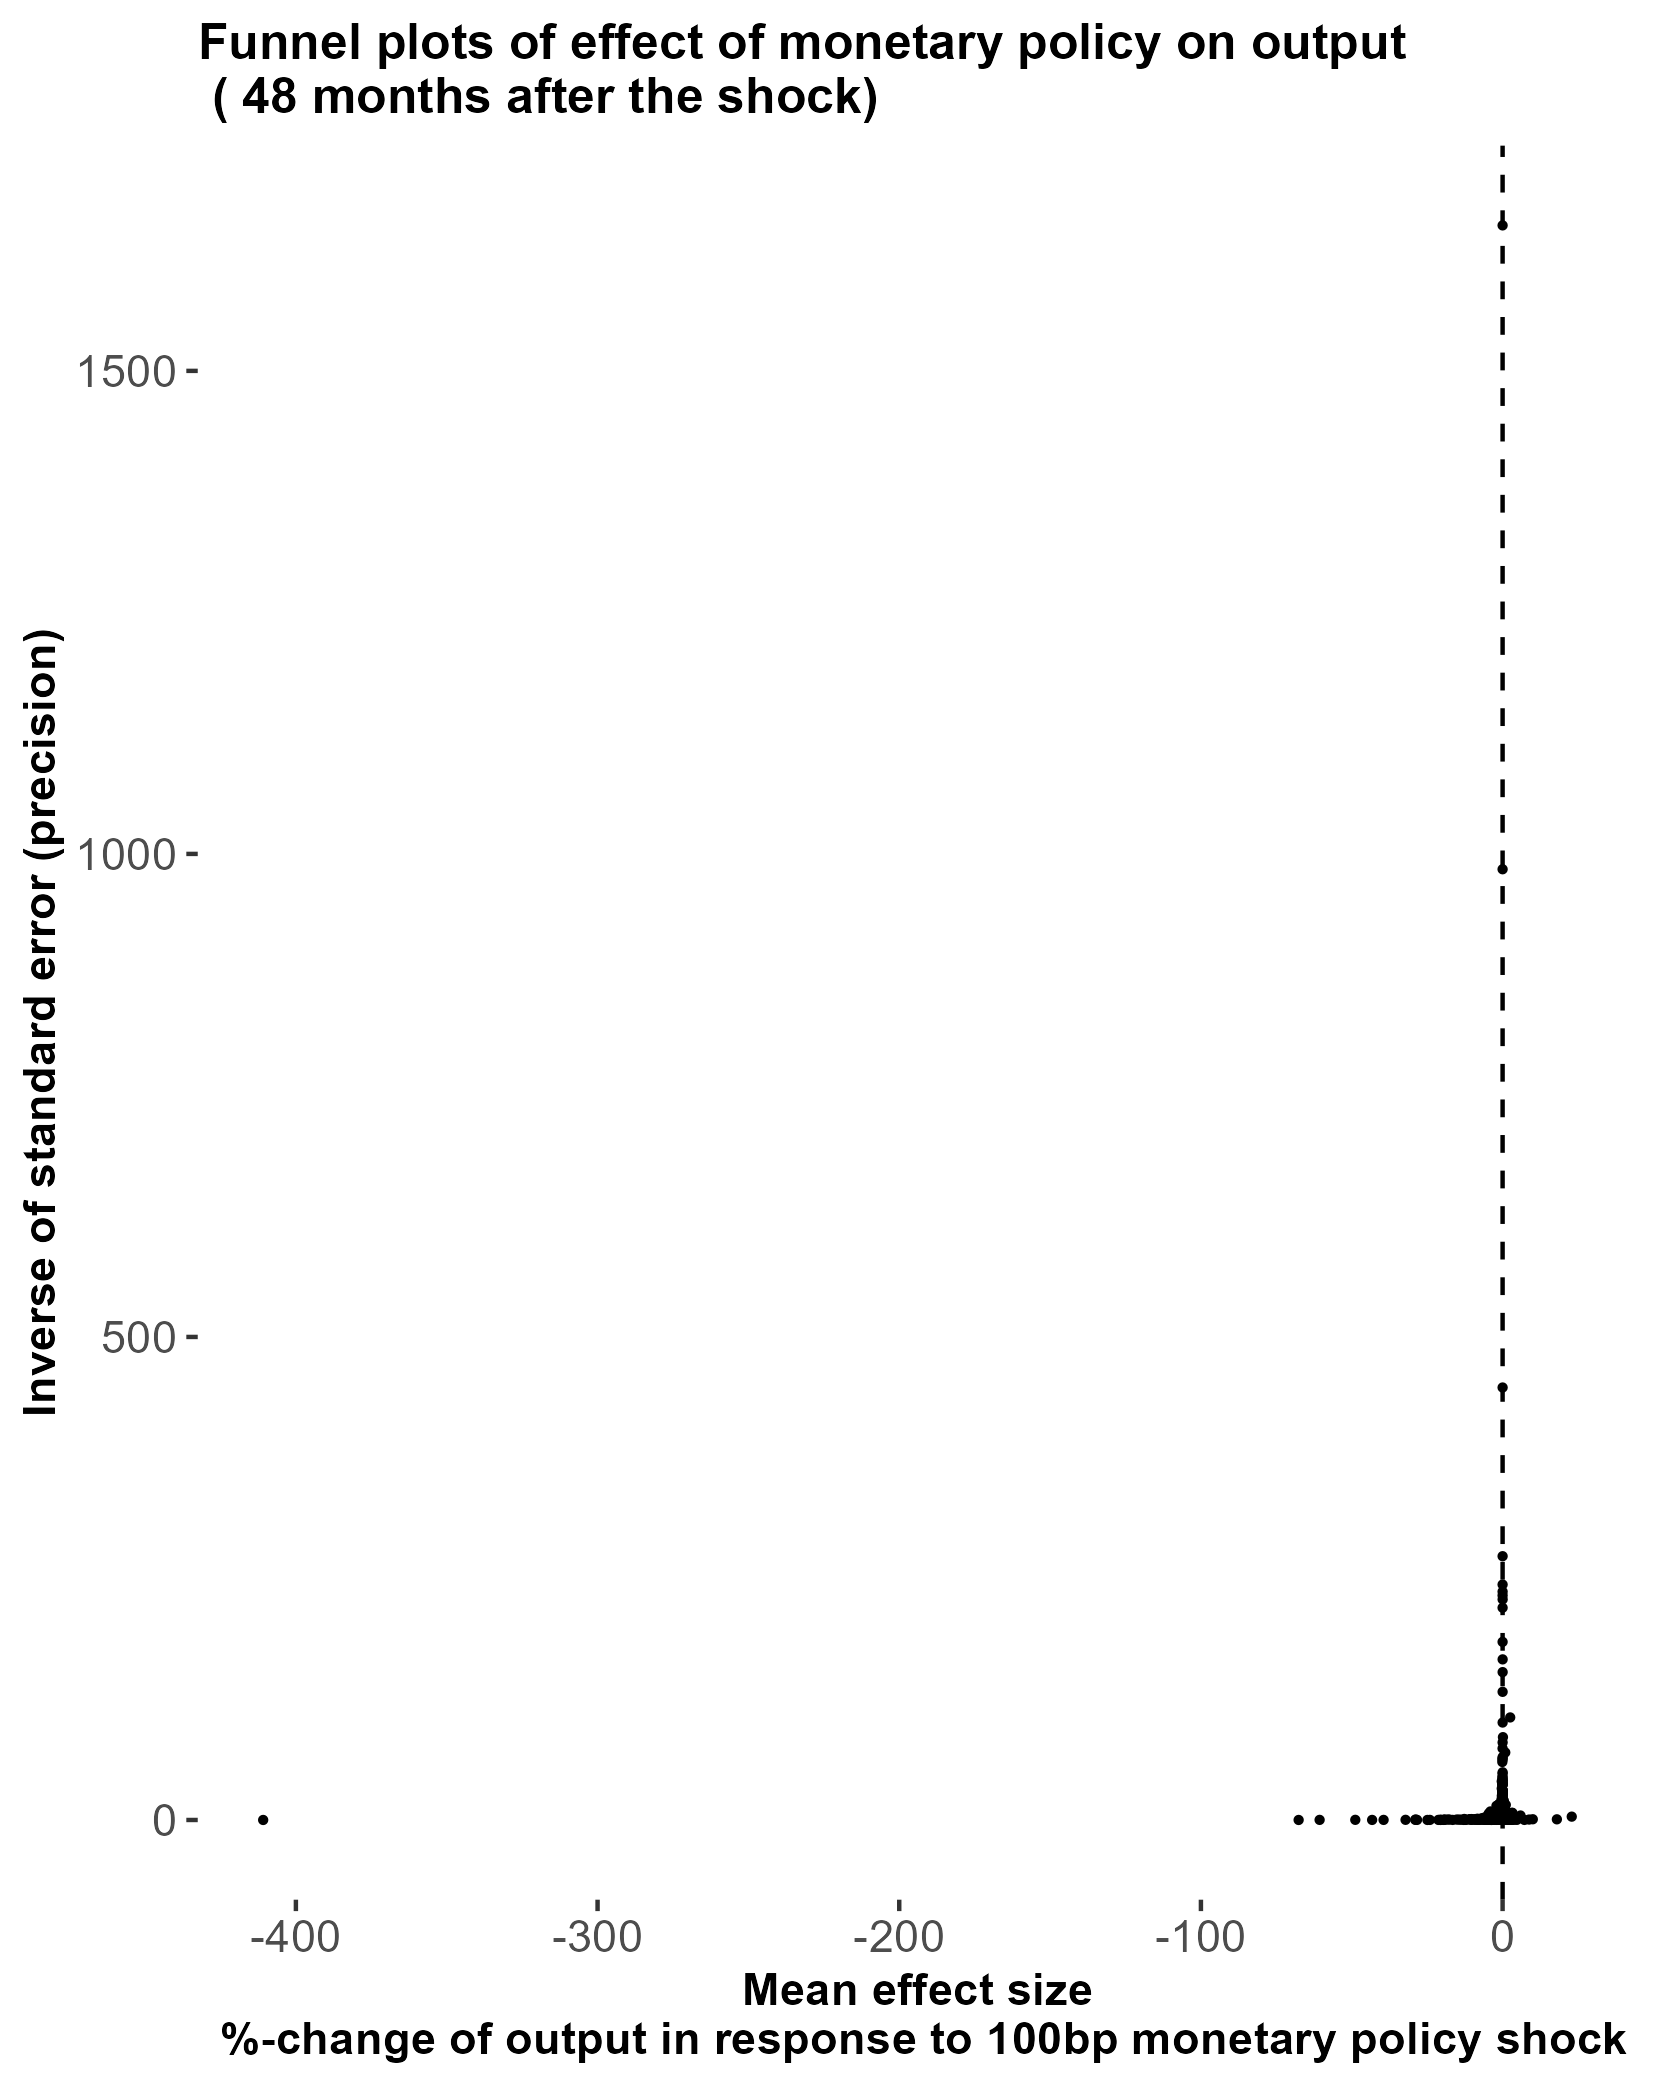 Funnel plots of effect of monetary policy on output
( 48 months after the shock)
Inverse of standard error (precision)
1500
1000
500
0
-400
-300
-200
-100
0
Mean effect size
%-change of output in response to 100bp monetary policy shock